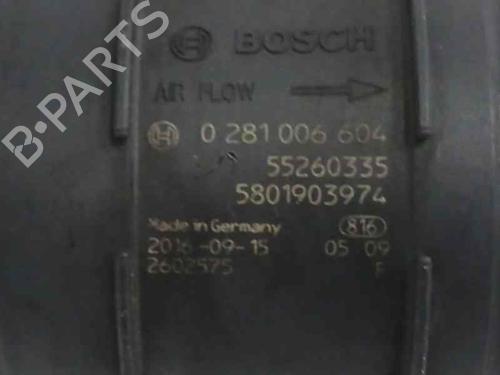 B-PARTS
BOSCH
AIR FLOW
0 281 006 604
55260335
5801903974
Made in Germany 816
2016-09-15 05 09
2602575 F